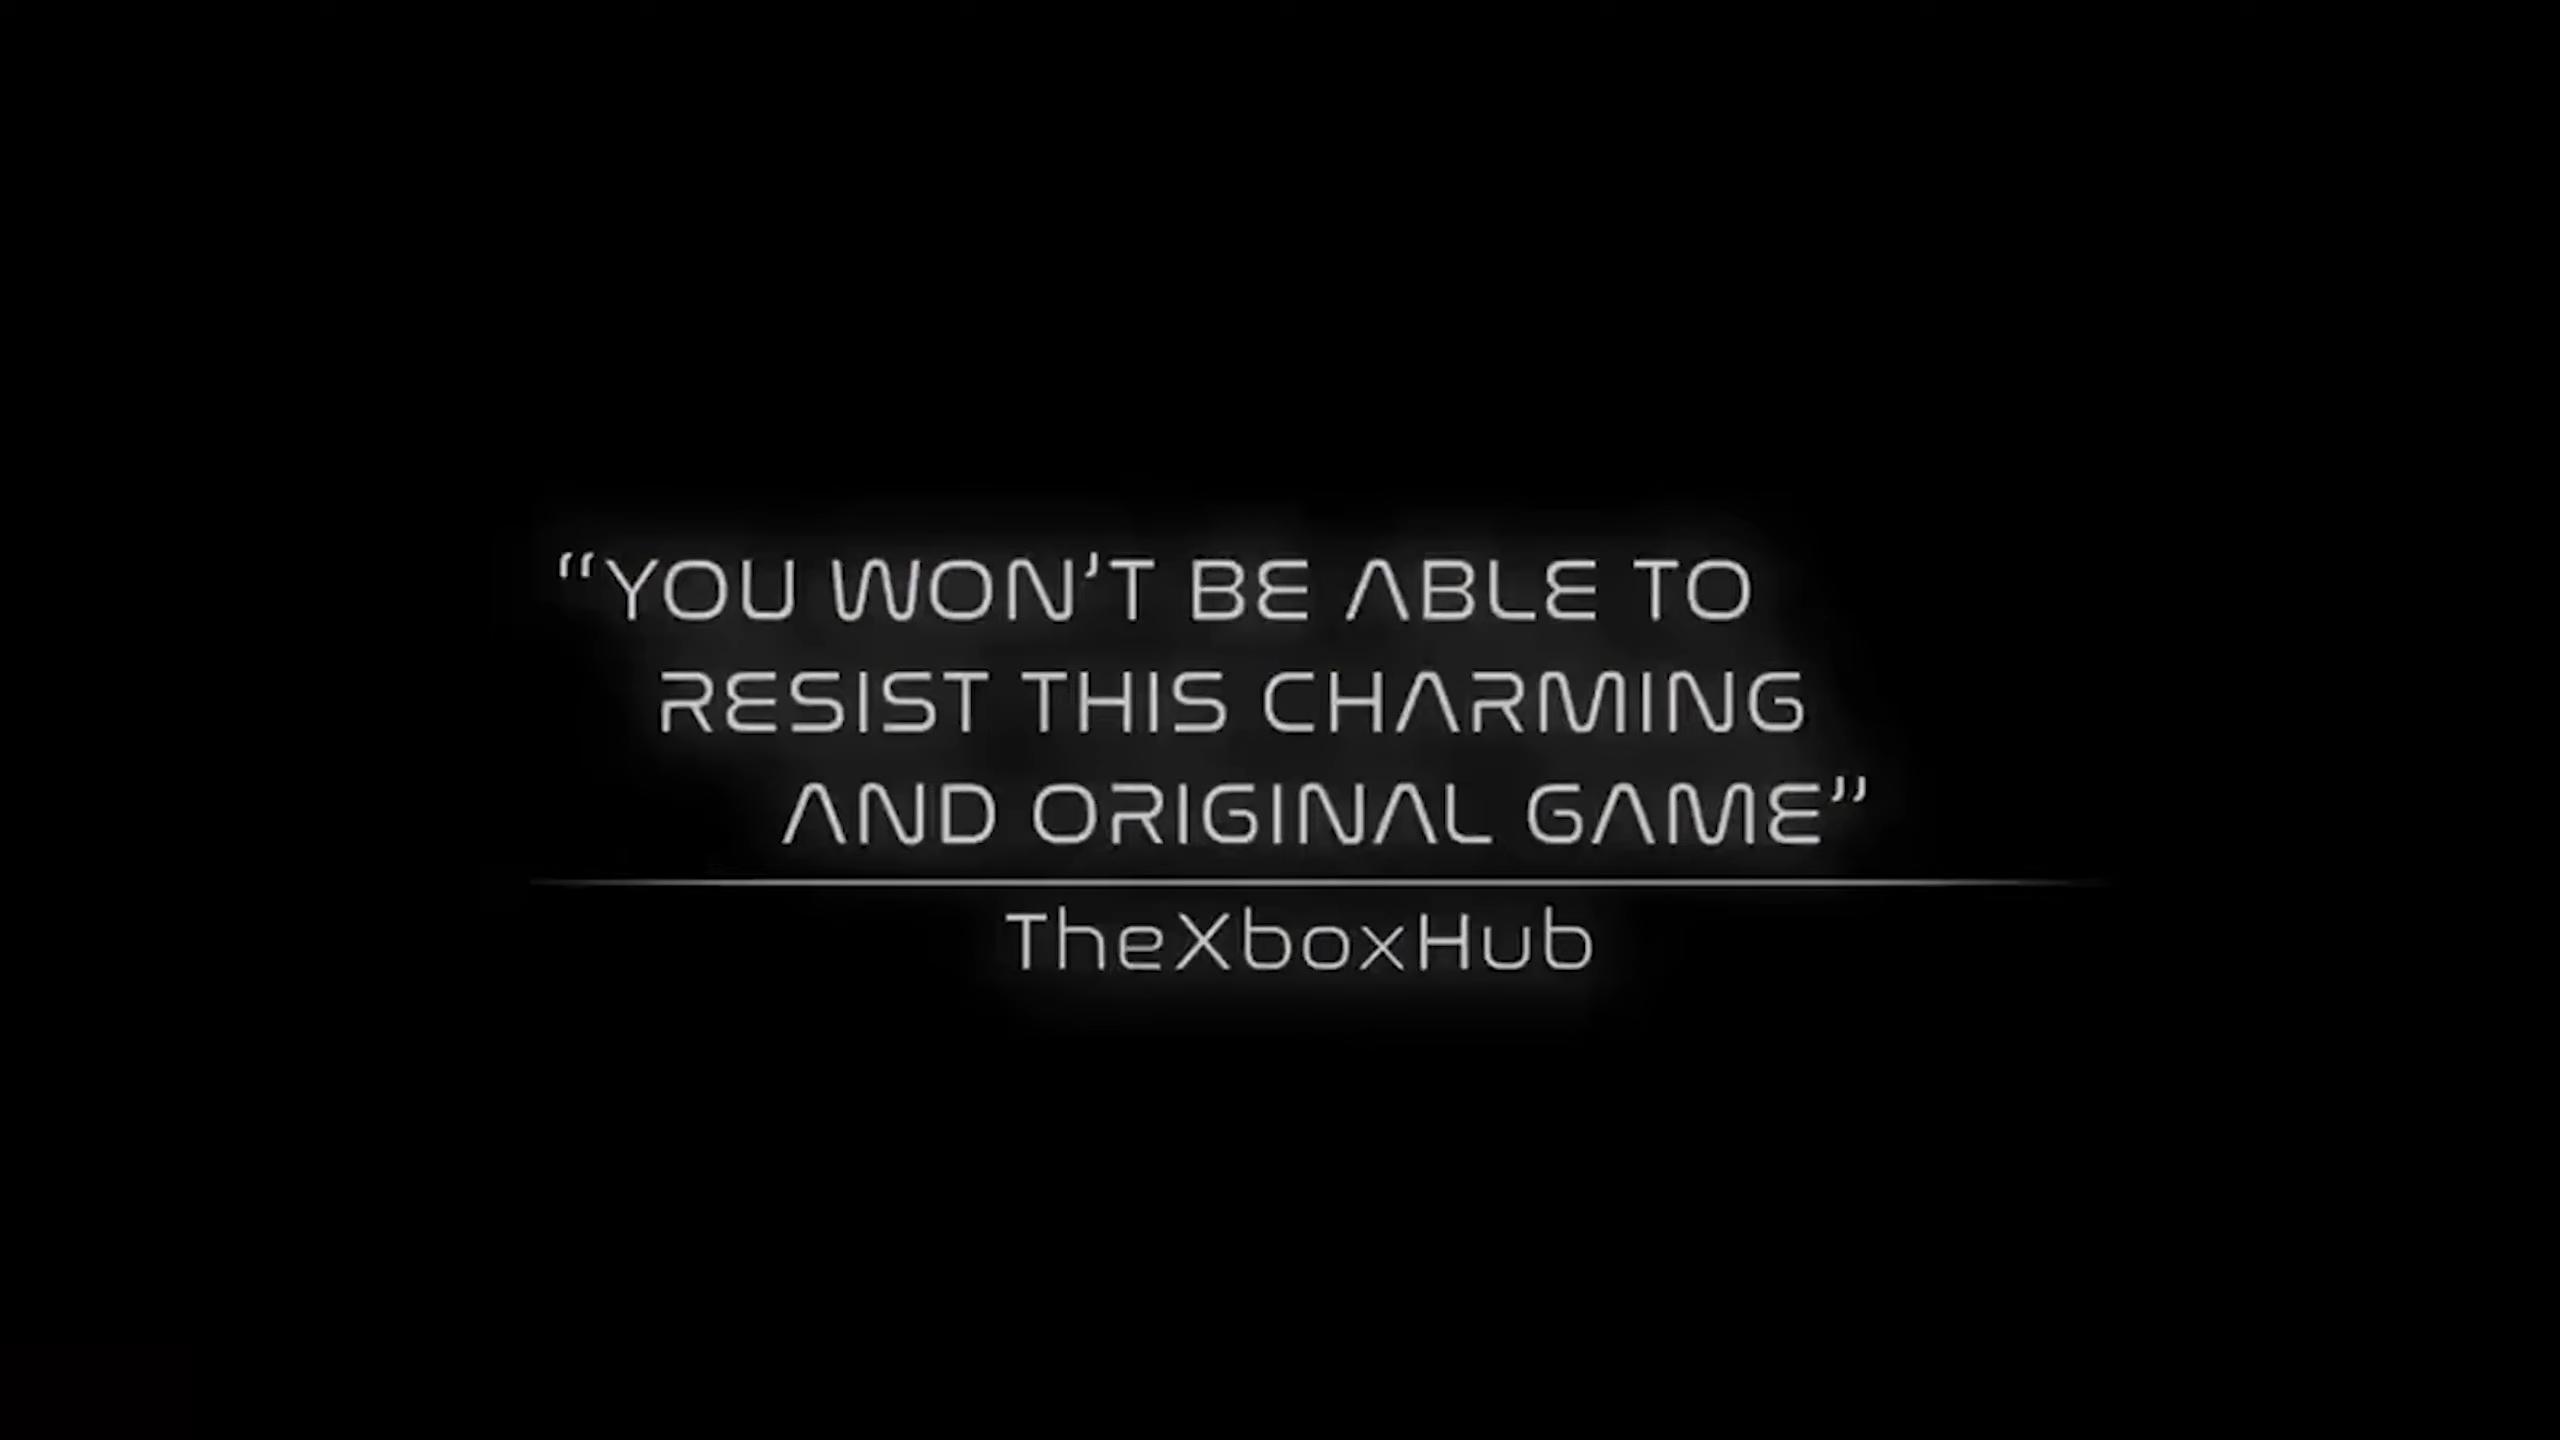 “YOU WON’T BE ABLE TO
RESIST THIS CHARMING
AND ORIGINAL GAME”
TheXboxHub